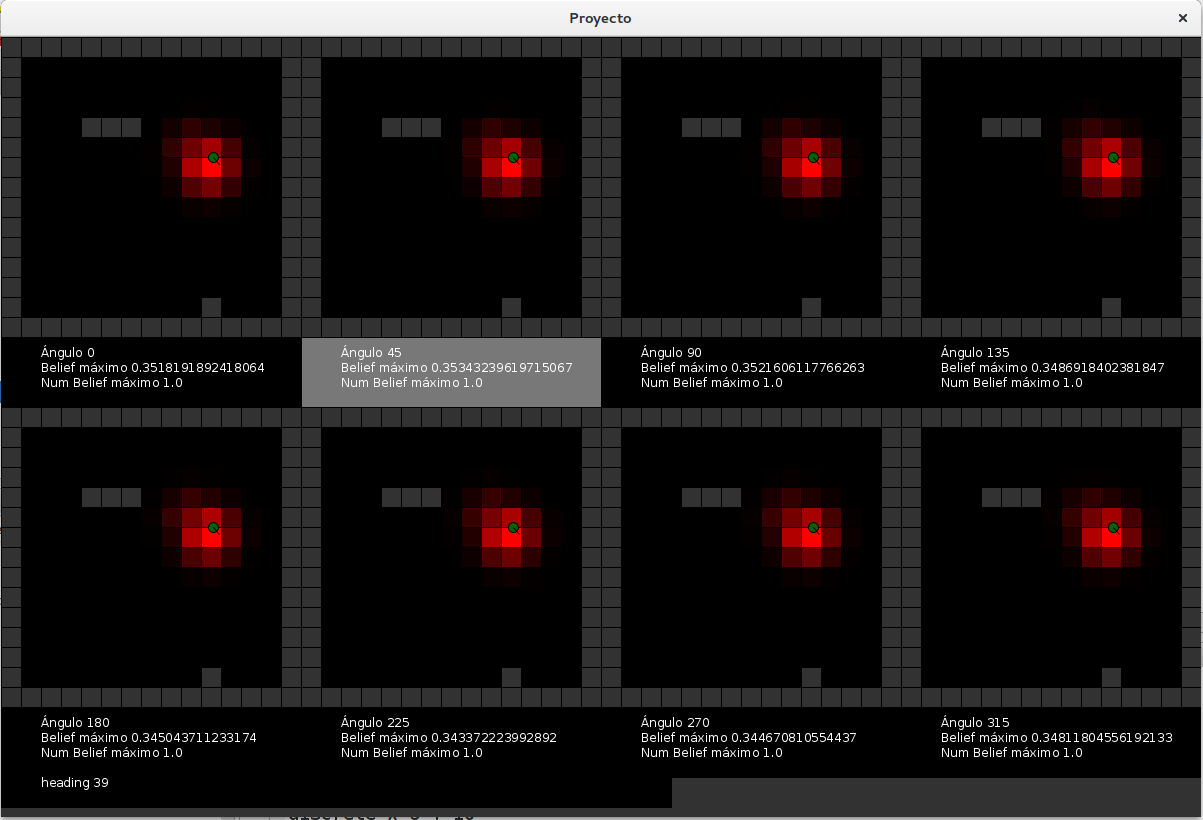 Proyecto
Ángulo 0
Belief máximo 0.3518191892418064
Num Belief máximo 1.0
Ángulo 45
Belief máximo 0.35343239619715067
Num Belief máximo 1.0
Ángulo 90
Belief máximo 0.3521606117766263
Num Belief máximo 1.0
Ángulo 135
Belief máximo 0.3486918402381847
Num Belief máximo 1.0
Ángulo 180
Belief máximo 0.345043711233174
Num Belief máximo 1.0
Ángulo 225
Belief máximo 0.343372223992892
Num Belief máximo 1.0
Ángulo 270
Belief máximo 0.344670810554437
Num Belief máximo 1.0
Ángulo 315
Belief máximo 0.34811804556192133
Num Belief máximo 1.0
heading 39